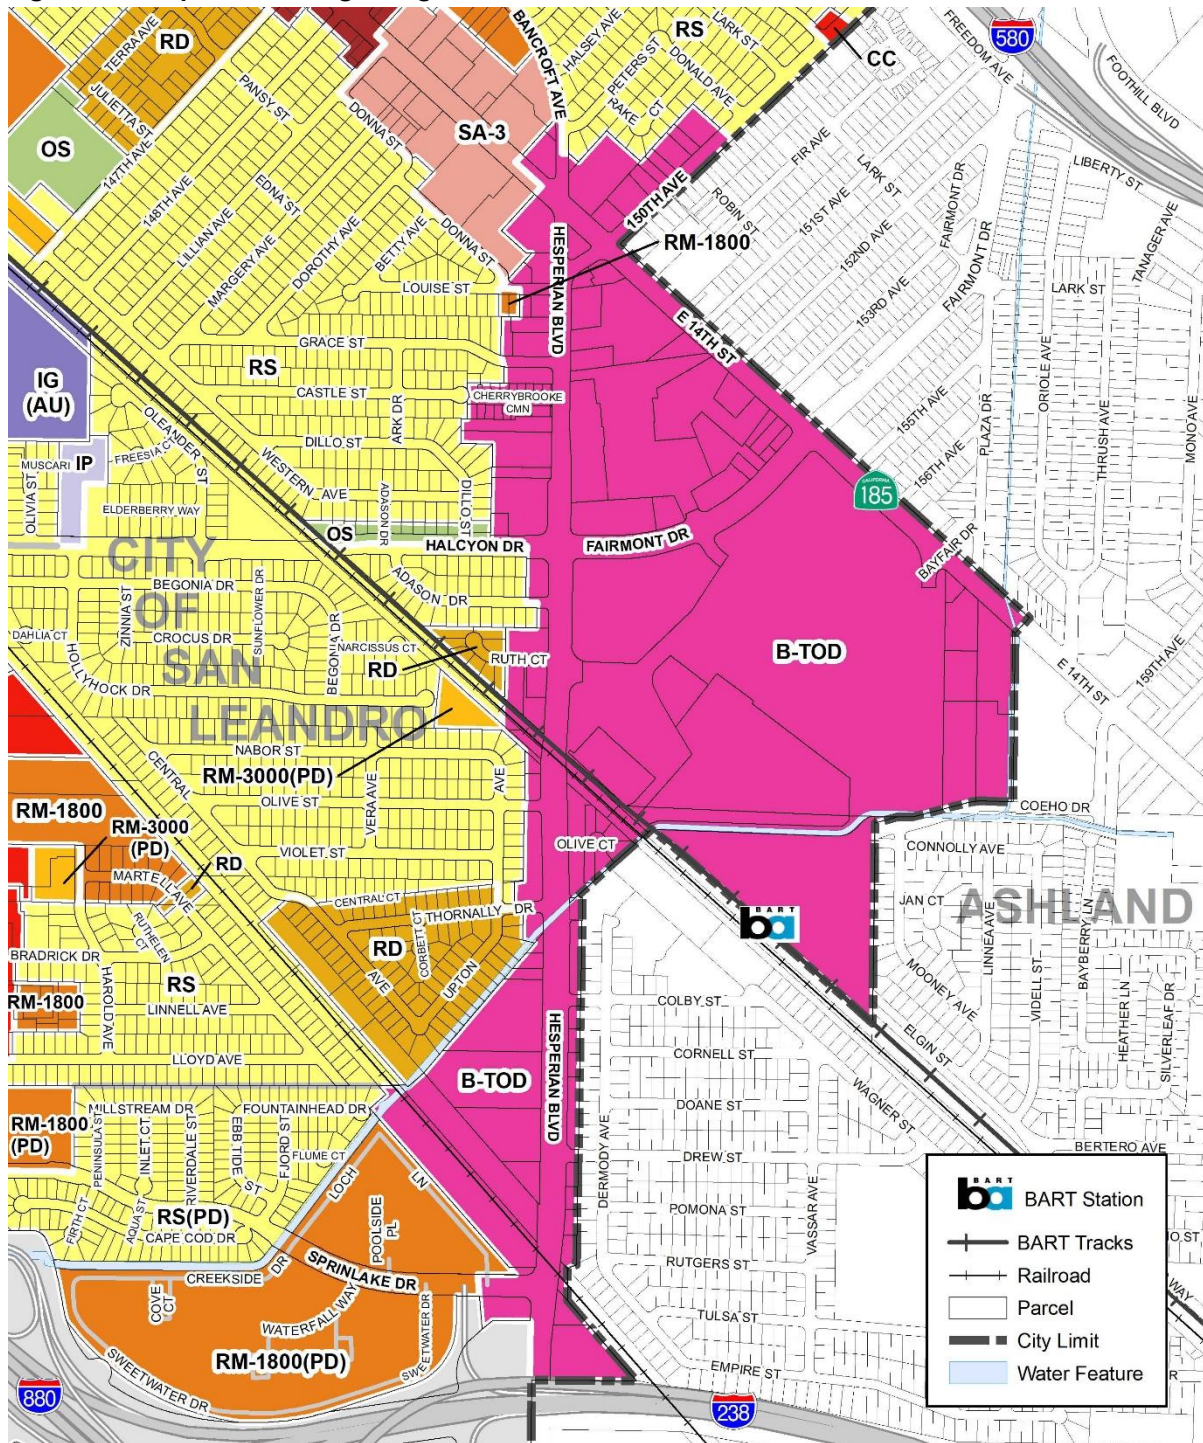 RD
TERRA AVE
JULIETTA ST
OS
147TH AVE
PANSY ST
148TH AVE
EDNA ST
LILLIAN AVE
MARGERY AVE
DOROTHY AVE
BETTY AVE
DONNA ST
DONNA ST
SA-3
BANCROFT AVE
HALSEY AVE
PETERS ST
RAKE CT
DONALD AVE
LARK ST
RS
CC
FREEDOM AVE
580
FOOTHILL BLVD
LIBERTY ST
TANAGER AVE
FIR AVE
LARK ST
ROBIN ST
150TH AVE
151ST AVE
152ND AVE
153RD AVE
FAIRMONT DR
FAIRMONT DR
PLAZA DR
LARK ST
ORIOLE AVE
THRUSH AVE
MONO AVE
155TH AVE
156TH AVE
RM-1800
HESPERIAN BLVD
E 14TH ST
LOUISE ST
GRACE ST
RS
CASTLE ST
CHERRYBROOKE
CMN
ARK DR
DILLO ST
IG
(AU)
IP
MUSCARI
OLIVIA ST
FREESIA CT
OLEANDER ST
WESTERN AVE
ADASON DR
DILLO ST
ELDERBERRY WAY
OS
HALCYON DR
FAIRMONT DR
CALIFORNIA
185
BAYFAIR DR
CITY
OF
SAN
LEANDRO
BEGONIA DR
ADASON DR
ZINNIA ST
SUNFLOWER DR
CROCUS DR
DAHLIA CT
BEGONIA DR
NARCISSUS CT
RD
RUTH CT
B-TOD
E 14TH ST
159TH AVE
HOLLYHOCK DR
NABOR ST
RM-3000(PD)
CENTRAL
OLIVE ST
VERA AVE
AVE
RM-1800
RM-3000
(PD)
RD
VIOLET ST
OLIVE CT
COEHO DR
CONNOLLY AVE
MARTELL AVE
CENTRAL CT
THORNALLY DR
CORBETT CT
RD
AVE
UPTON
JAN CT
ASHLAND
LINNEA AVE
BAYBERRY LN
VIDELL ST
MOONEY AVE
BART
ba
RUTHELEN CT
BRADRICK DR
RS
HAROLD AVE
RM-1800
LINNELL AVE
LLOYD AVE
COLBY ST
HEATHER LN
SILVERLEAF DR
ELGIN ST
CORNELL ST
HESPERIAN BLVD
B-TOD
WAGNER ST
DOANE ST
DERMODY AVE
DREW ST
BERTERO AVE
MILLSTREAM DR
FOUNTAINHEAD DR
RM-1800
(PD)
PENINSULA ST
INLET CT
RIVERDALE ST
EBB TIDE ST
FJORD ST
FLUME CT
LOCH
LN
POOLSIDE PL
FIRTH CT
AQUA ST
RS(PD)
CAPE COD DR
DR
CREEKSIDE
SPRINLAKE DR
POMONA ST
VASSAR AVE
RUTGERS ST
TULSA ST
EMPIRE ST
COVE CT
WATERFALL WAY
SWEETWATER DR
RM-1800(PD)
SWEETWATER DR
880
238
WAY
BART
ba BART Station
BART Tracks
Railroad
Parcel
City Limit
Water Feature